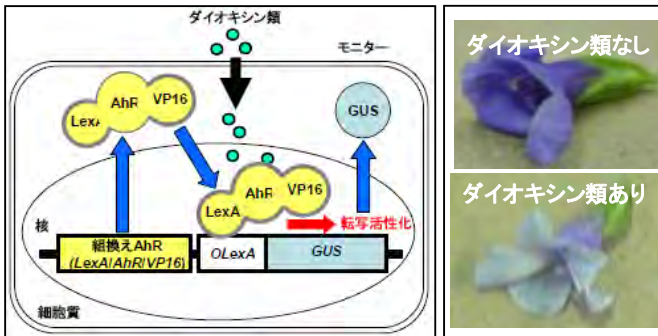 ダイオキシン類
モニター
LexA
AhR
VP16
GUS
LexA
AhR
VP16
転写活性化
核
組換えAhR
(LexA/AhR/VP16)
OLexA
GUS
細胞質
ダイオキシン類なし
ダイオキシン類あり